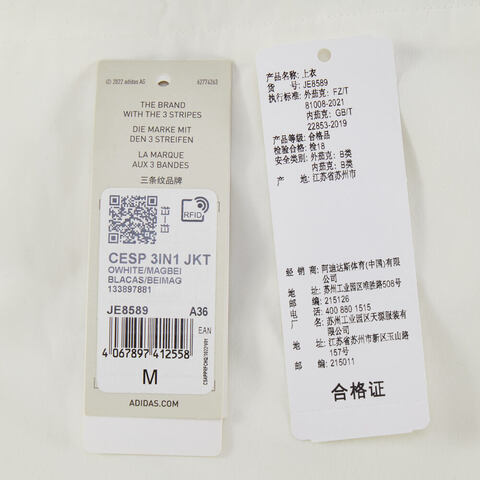 © 2022 adidas AG
62774263
THE BRAND
WITH THE 3 STRIPES
DIE MARKE MIT
DEN 3 STREIFEN
LA MARQUE
AUX 3 BANDES
三条纹品牌
RFID
CESP 3IN1 JKT
OWHITE/MAGBEI
BLACAS/BEIMAG
133897881
JE8589 A36
EAN
4 067897 412558
M
ADIDAS.COM
产品名称: 上衣
货 号: JE8589
执行标准: 外茄克: FZ/T
81008-2021
内茄克: GB/T
22853-2019
产品等级: 合格品
检验合格: 检18
安全类别: 外茄克: B类
内茄克: B类
产 地: 江苏省苏州市
经 销 商: 阿迪达斯体育(中国)有限
公司
地 址: 苏州工业园区唯胜路508号
邮 编: 215126
电 话: 400 880 1515
厂 名: 苏州工业园区天源服装有
限公司
地 址: 江苏省苏州市新区玉山路
157号
邮 编: 215011
合格证